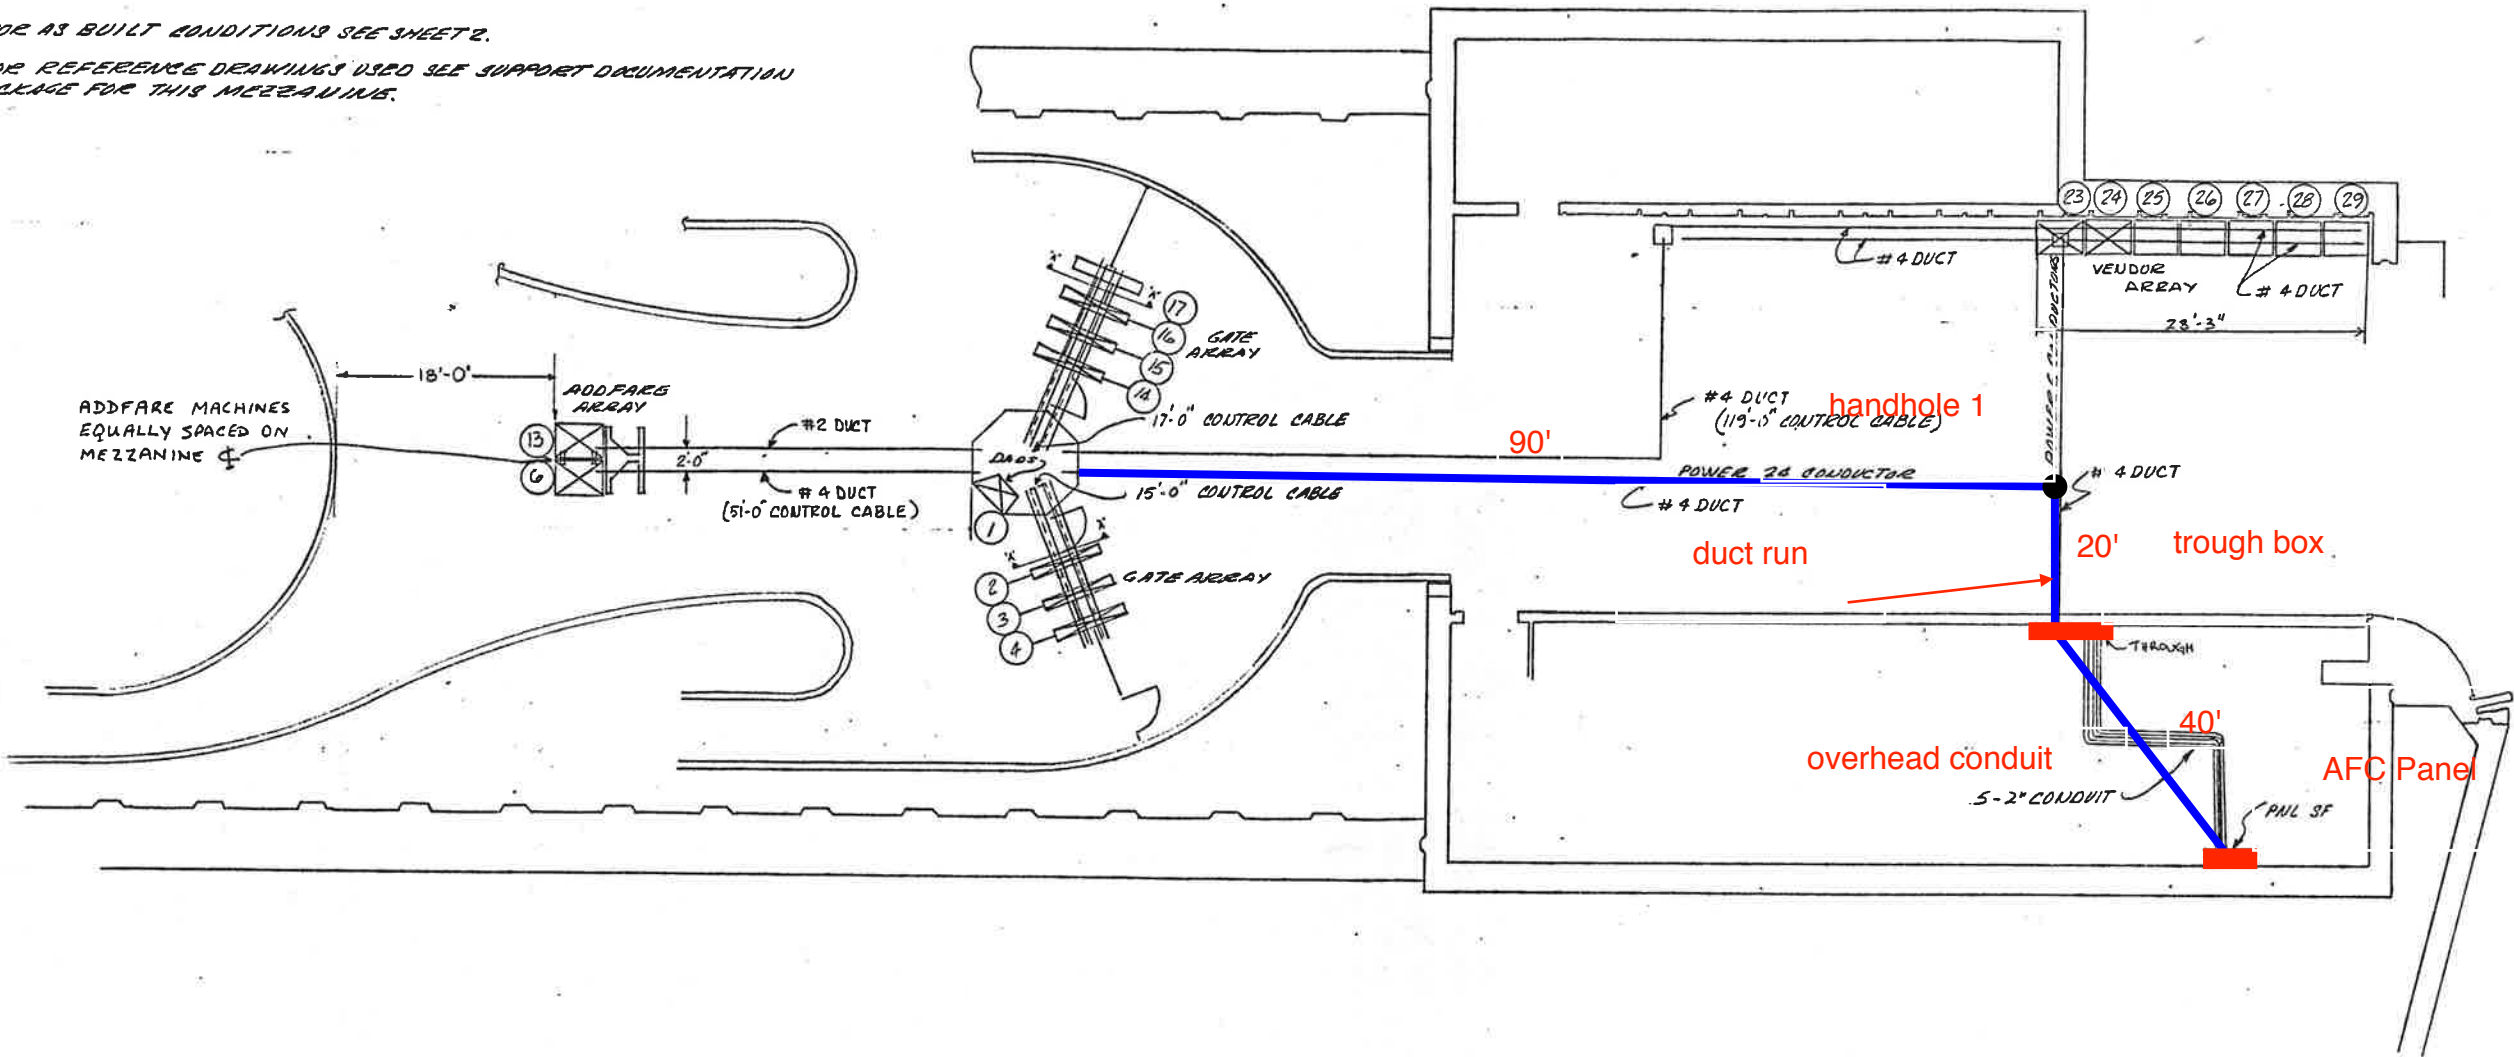 OR AS BUILT CONDITIONS SEE SHEET 2.
OR REFERENCE DRAWINGS USED SEE SUPPORT DOCUMENTATION
CKAGE FOR THIS MEZZANINE.
23 24 25 26 27 28 29
# 4 DUCT
VENDOR
ARRAY
# 4 DUCT
28'-3"
17
16
15
14
GATE
ARRAY
"A"
"A"
18'-0"
ADDFARE
ARRAY
ADDFARE MACHINES
EQUALLY SPACED ON
MEZZANINE ℄
13
6
#2 DUCT
2'-0"
# 4 DUCT
(51'-0" CONTROL CABLE)
17'-0" CONTROL CABLE
DADS
15'-0" CONTROL CABLE
1
#4 DUCT
(119'-0" CONTROL CABLE)
handhole 1
90'
POWER 24 CONDUCTOR
# 4 DUCT
# 4 DUCT
duct run
20'
trough box
"A"
"A"
2
3
4
GATE ARRAY
THROUGH
40'
overhead conduit
AFC Panel
5-2" CONDUIT
PNL SF